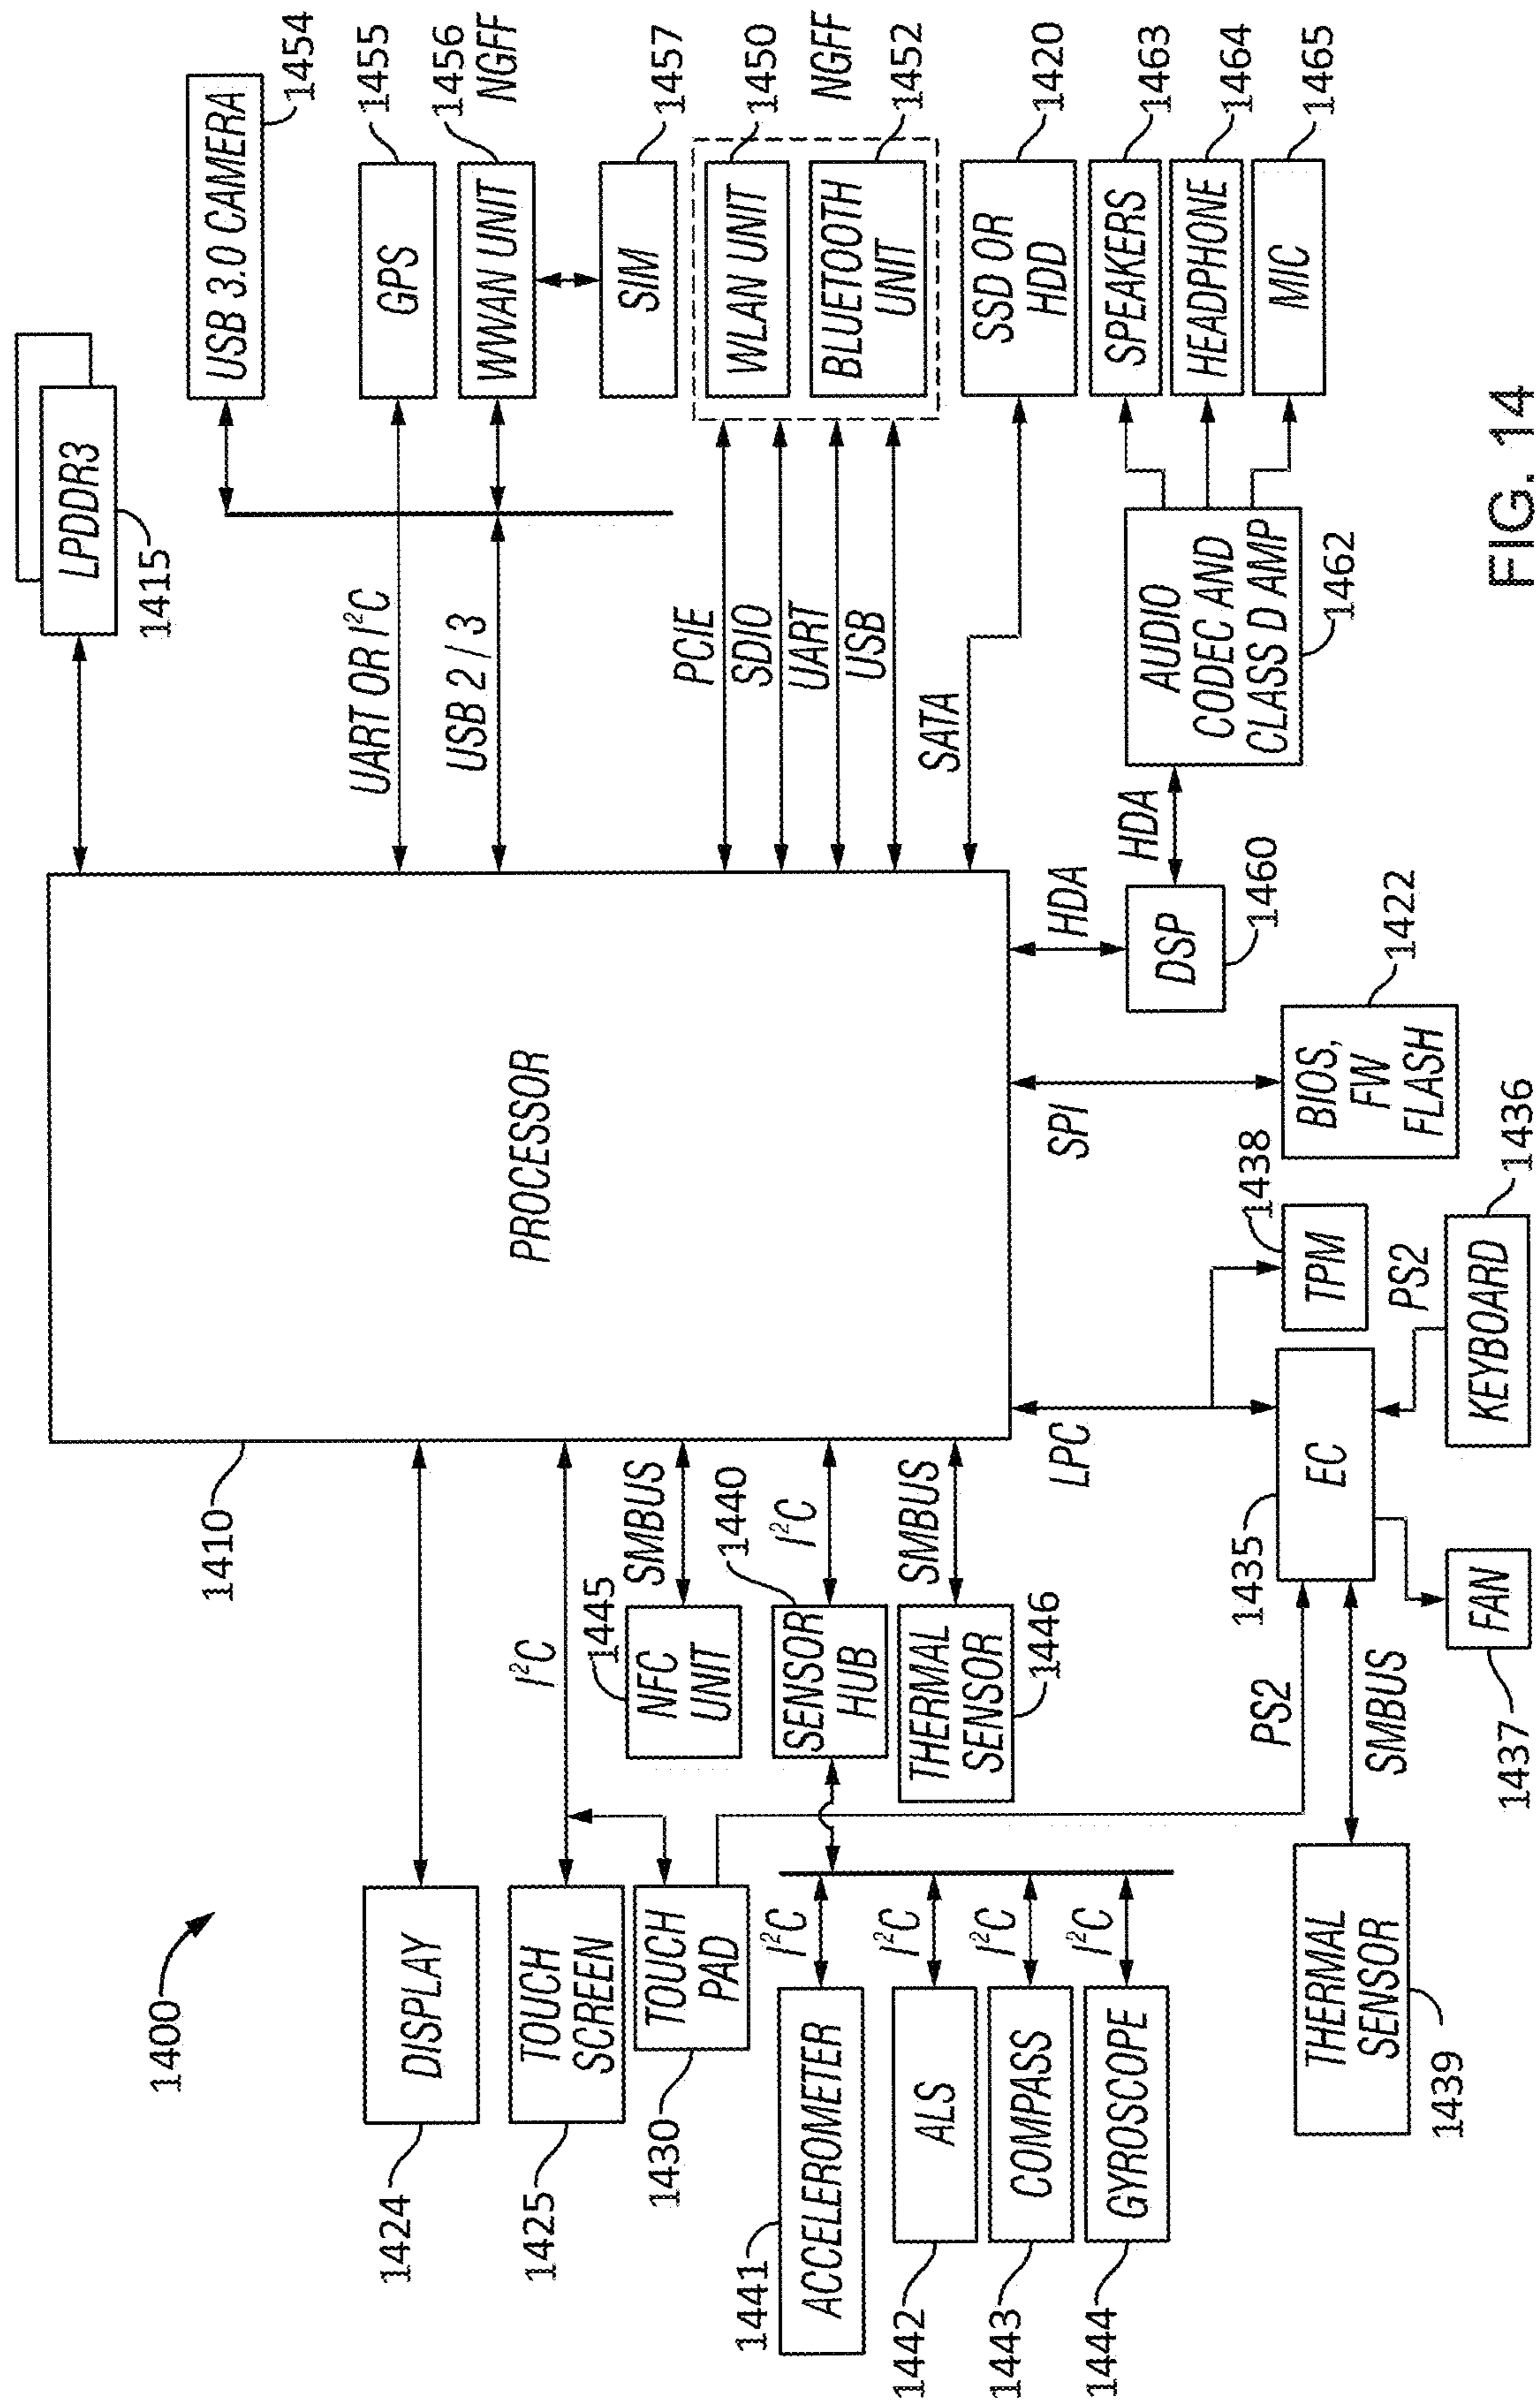 1400
1410
LPDDR3
1415
USB 3.0 CAMERA
1454
DISPLAY
1424
UART OR I²C
GPS
1455
USB 2 / 3
WWAN UNIT
1456
NGFF
SIM
1457
TOUCH
SCREEN
1425
I²C
TOUCH
PAD
1430
PROCESSOR
NFC
UNIT
1445
SMBUS
SENSOR
HUB
1440
I²C
THERMAL
SENSOR
1446
SMBUS
PCIE
SDIO
UART
USB
WLAN UNIT
1450
BLUETOOTH
UNIT
1452
NGFF
SATA
SSD OR
HDD
1420
ACCELEROMETER
1441
I²C
ALS
1442
I²C
COMPASS
1443
I²C
GYROSCOPE
1444
I²C
LPC
SPI
HDA
DSP
1460
HDA
AUDIO
CODEC AND
CLASS D AMP
1462
SPEAKERS
1463
HEADPHONE
1464
MIC
1465
PS2
EC
1435
TPM
1438
BIOS,
FW
FLASH
1422
THERMAL
SENSOR
1439
SMBUS
FAN
1437
PS2
KEYBOARD
1436
FIG. 14